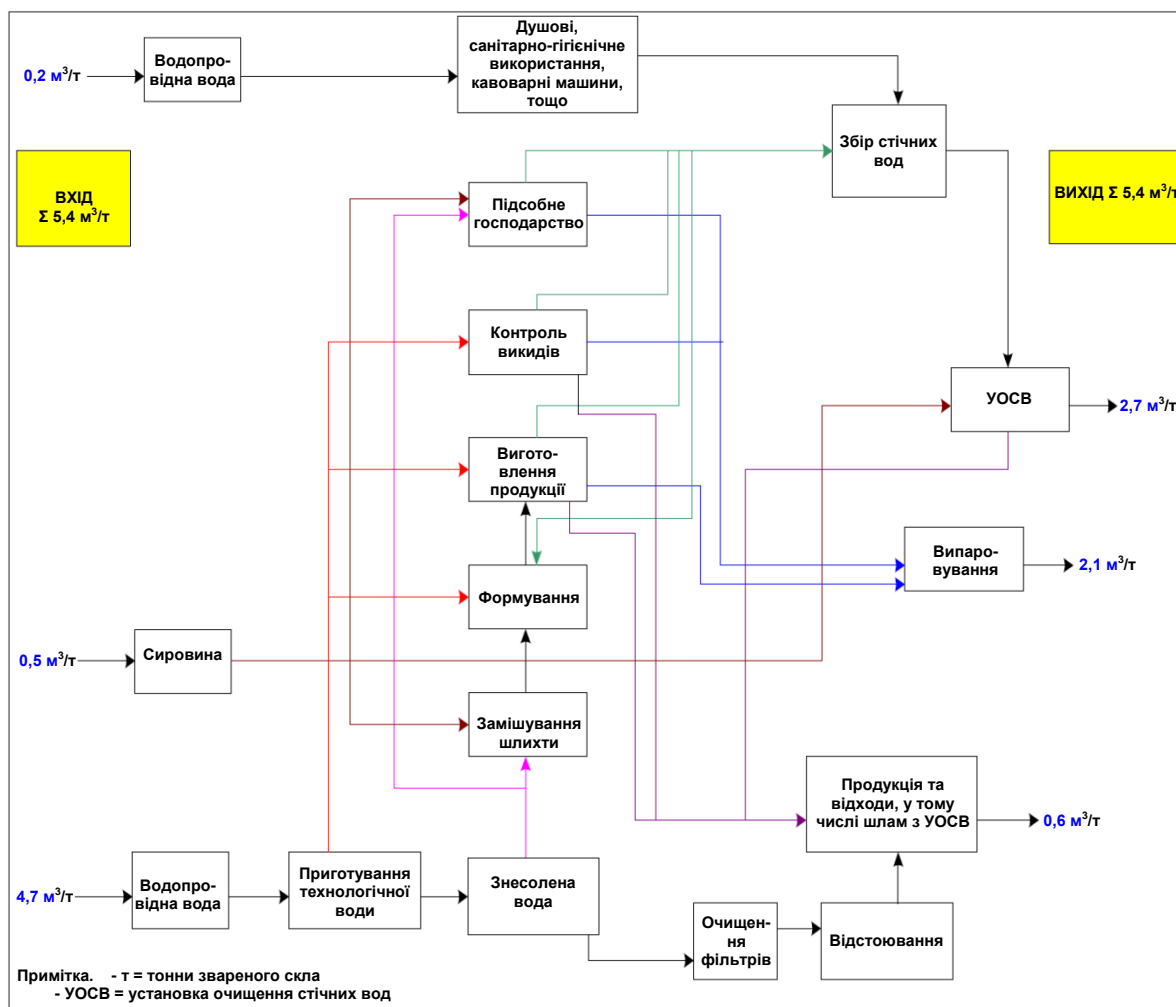 0,2 м³/т
Водопро-
відна вода
Душові,
санітарно-гігієнічне
використання,
кавоварні машини,
тощо
Збір стічних
вод
ВХІД
Σ 5,4 м³/т
Підсобне
господарство
ВИХІД Σ 5,4 м³/т
Контроль
викидів
УОСВ
2,7 м³/т
Вигото-
влення
продукції
Випаро-
вування
2,1 м³/т
Формування
0,5 м³/т
Сировина
Замішування
шлихти
Продукція та
відходи, у тому
числі шлам з УОСВ
0,6 м³/т
4,7 м³/т
Водопро-
відна вода
Приготування
технологічної
води
Знесолена
вода
Очищен-
ня
фільтрів
Відстоювання
Примітка. - т = тонни звареного скла
- УОСВ = установка очищення стічних вод